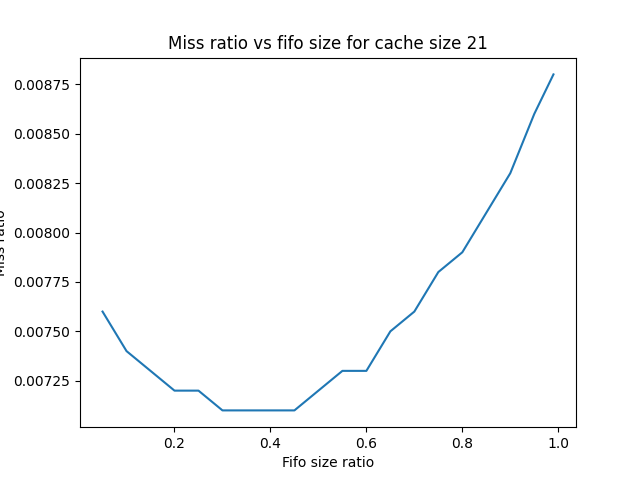 Miss ratio vs fifo size for cache size 21
0.00875
0.00850
0.00825
0.00800
0.00775
0.00750
0.00725
Miss ratio
0.2 0.4 0.6 0.8 1.0
Fifo size ratio